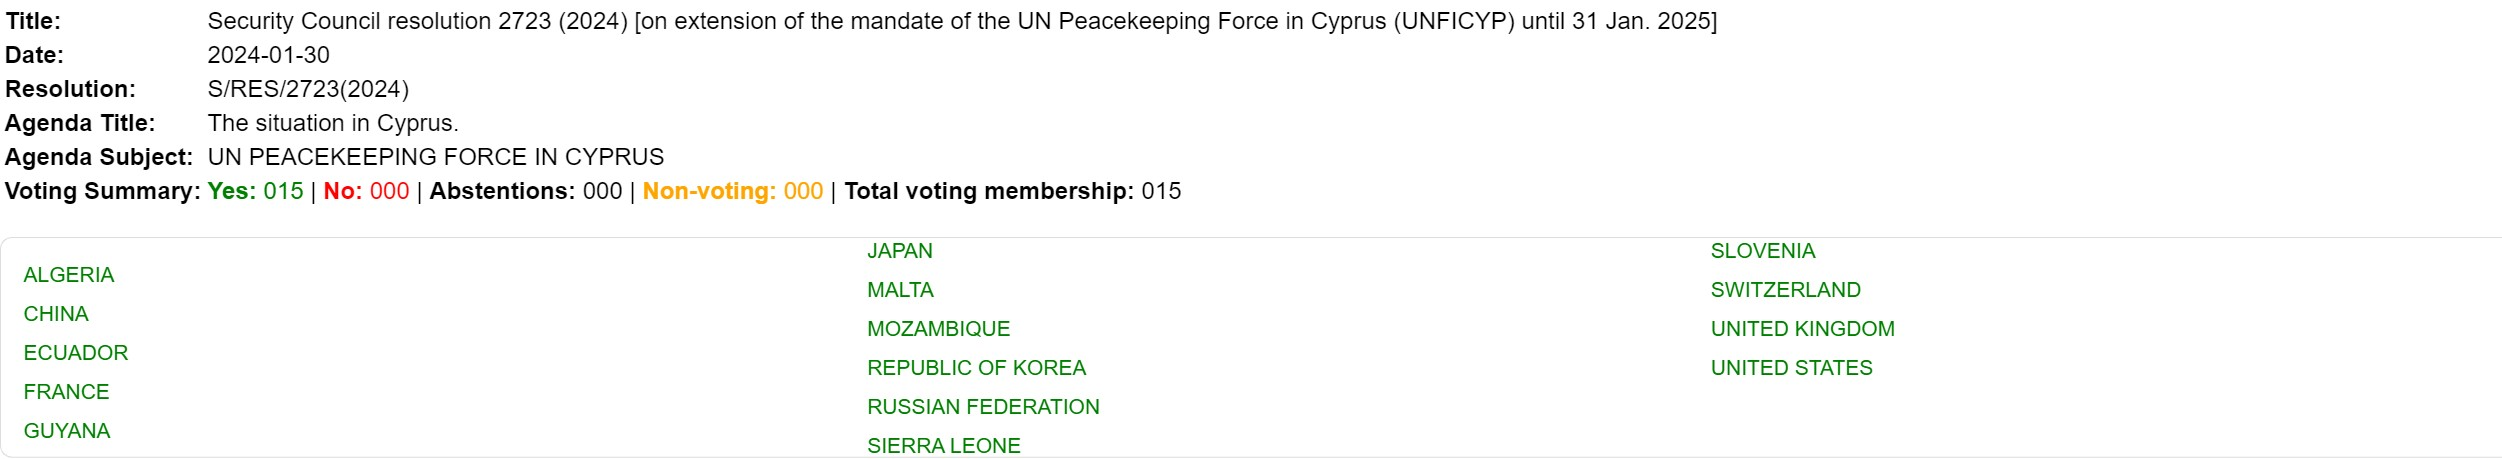 Title: Security Council resolution 2723 (2024) [on extension of the mandate of the UN Peacekeeping Force in Cyprus (UNFICYP) until 31 Jan. 2025]
Date: 2024-01-30
Resolution: S/RES/2723(2024)
Agenda Title: The situation in Cyprus.
Agenda Subject: UN PEACEKEEPING FORCE IN CYPRUS
Voting Summary: Yes: 015 | No: 000 | Abstentions: 000 | Non-voting: 000 | Total voting membership: 015
ALGERIA
CHINA
ECUADOR
FRANCE
GUYANA
JAPAN
MALTA
MOZAMBIQUE
REPUBLIC OF KOREA
RUSSIAN FEDERATION
SIERRA LEONE
SLOVENIA
SWITZERLAND
UNITED KINGDOM
UNITED STATES